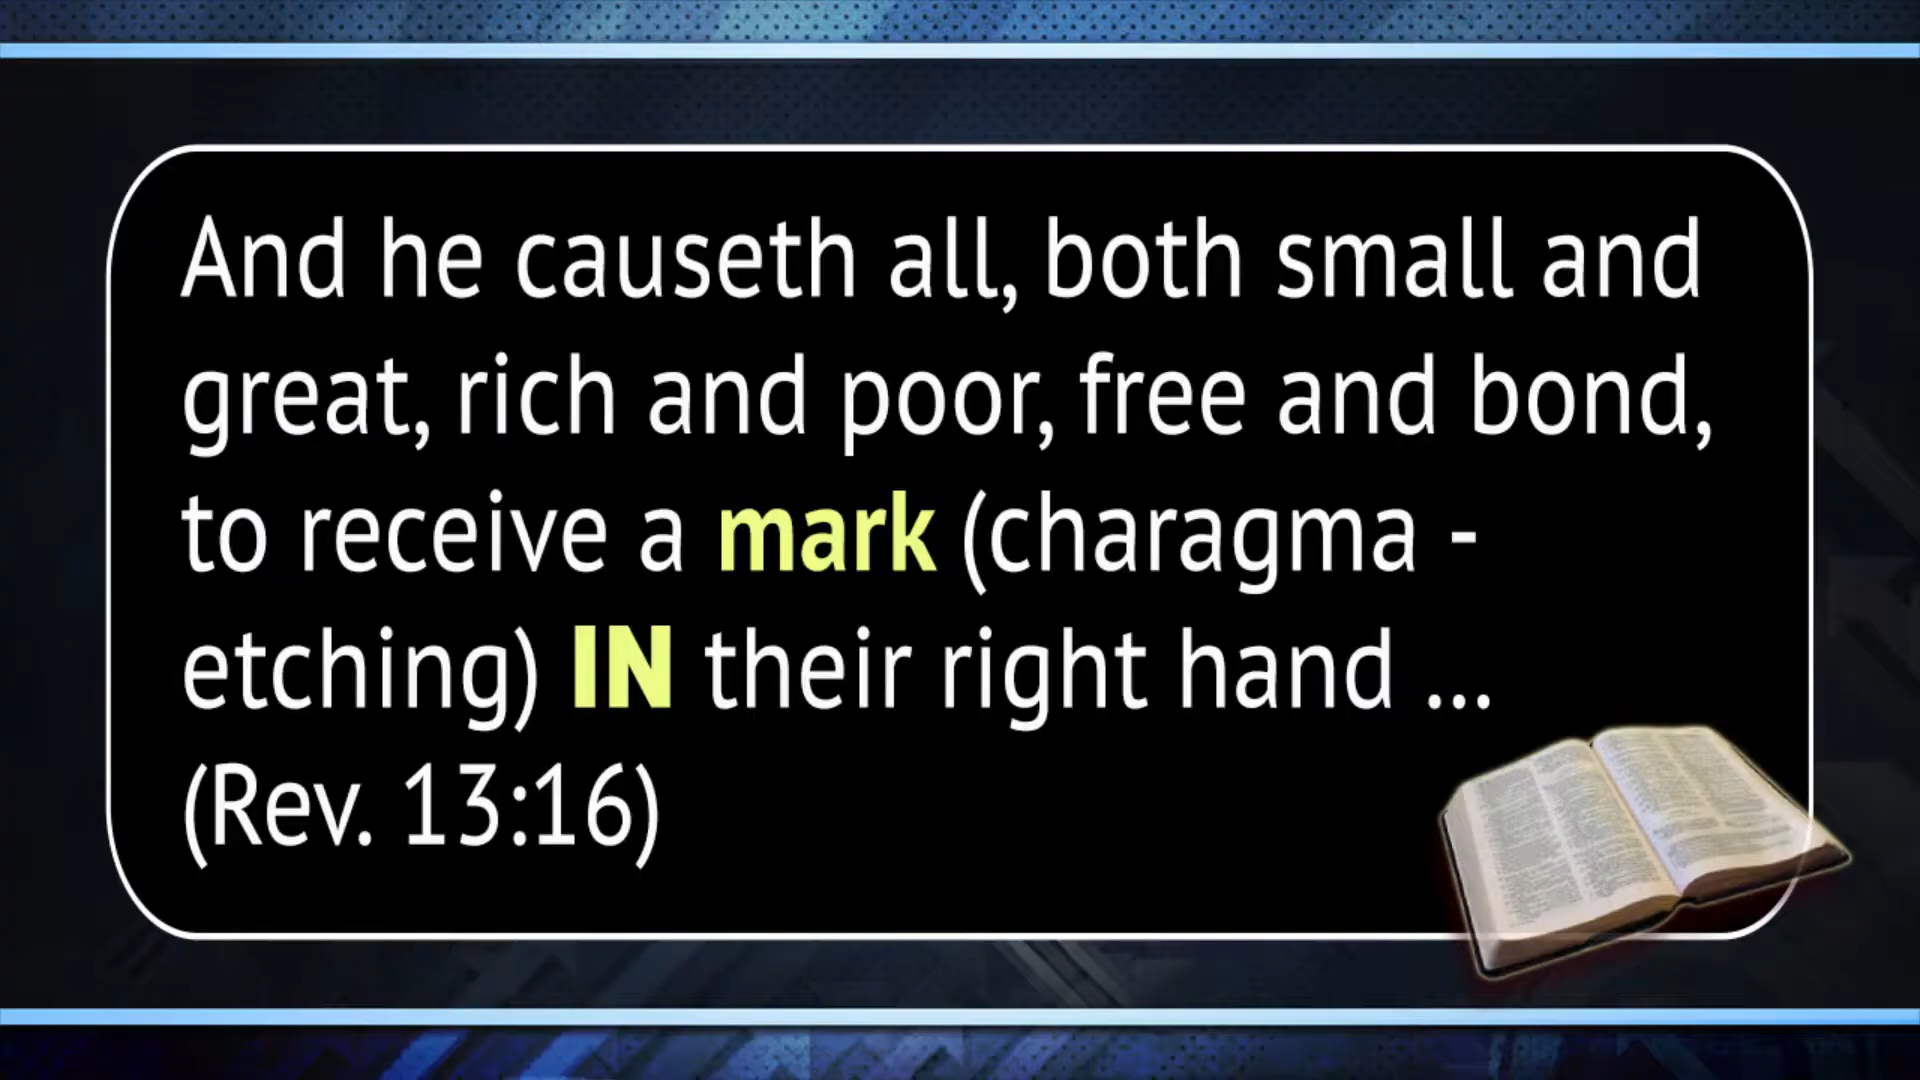 And he causeth all, both small and
great, rich and poor, free and bond,
to receive a mark (charagma -
etching) IN their right hand ...
(Rev. 13:16)